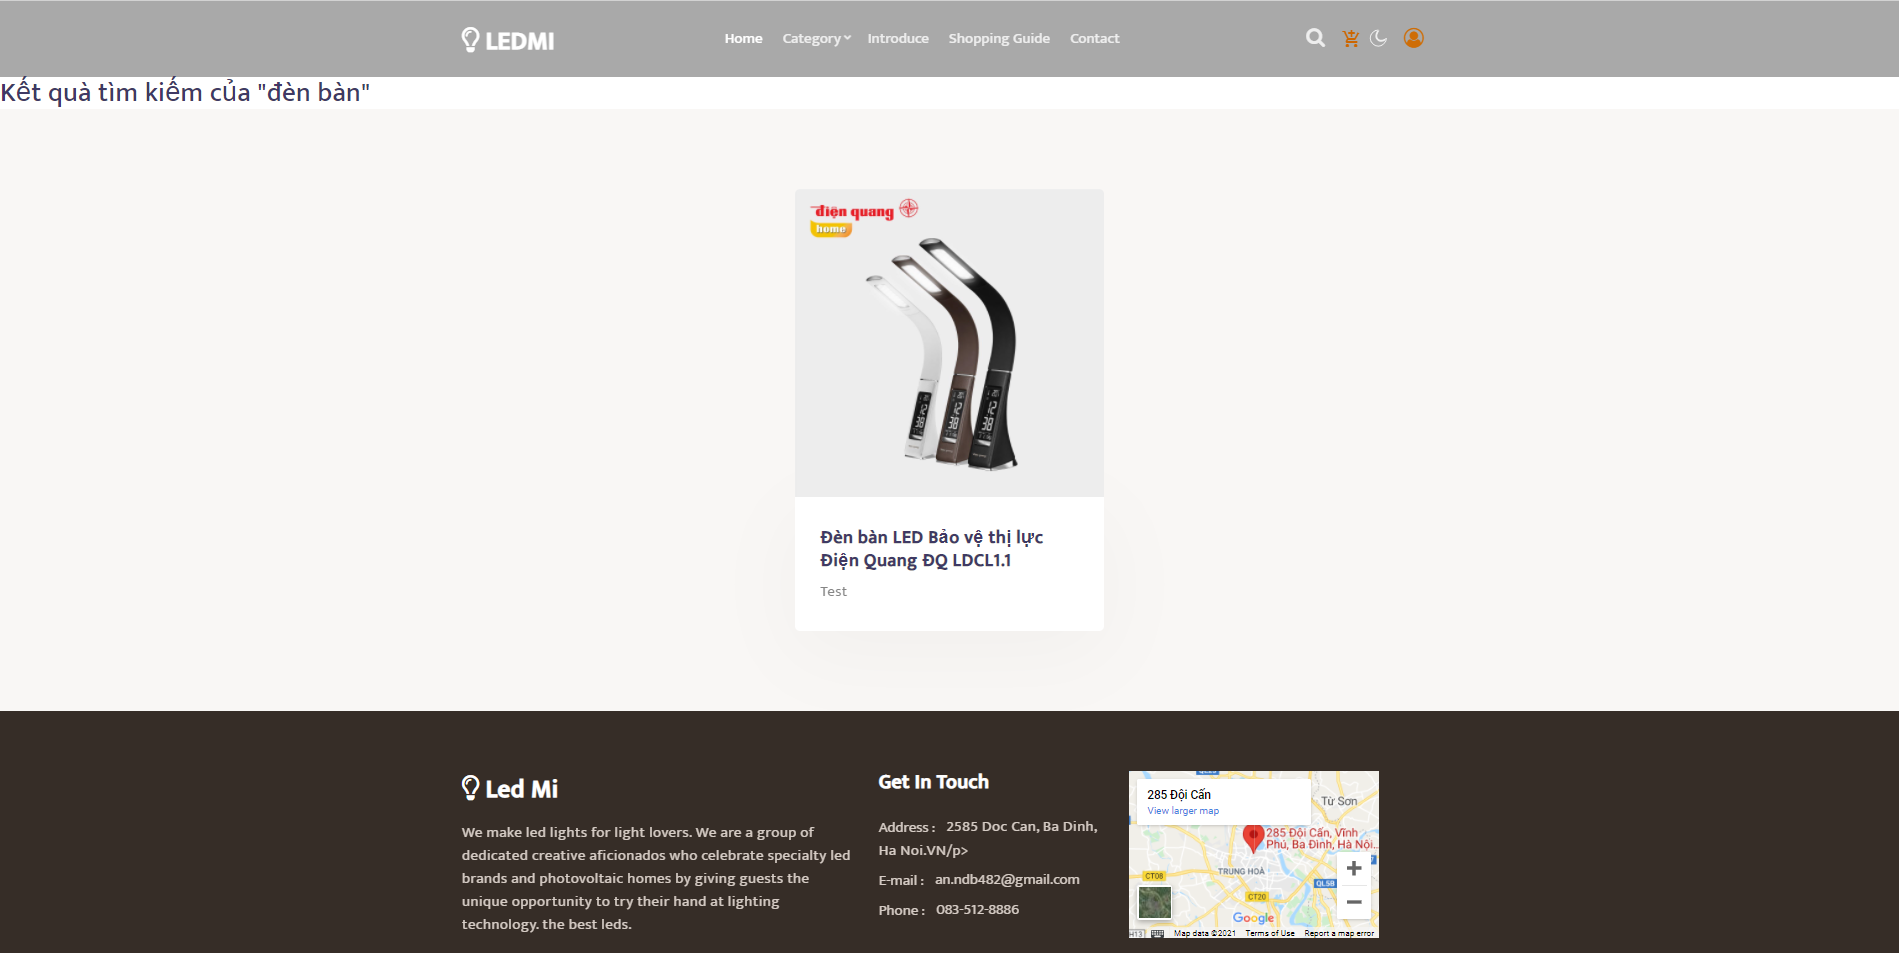 LEDMI
Home Category Introduce Shopping Guide Contact
Kết quả tìm kiếm của "đèn bàn"
điện quang
home
Đèn bàn LED Bảo vệ thị lực
Điện Quang ĐQ LDCL1.1
Test
Led Mi
We make led lights for light lovers. We are a group of
dedicated creative aficionados who celebrate specialty led
brands and photovoltaic homes by giving guests the
unique opportunity to try their hand at lighting
technology. the best leds.
Get In Touch
Address : 2585 Doc Can, Ba Dinh,
Ha Noi.VN/p>
E-mail : an.ndb482@gmail.com
Phone : 083-512-8886
285 Đội Cấn
View larger map
Từ Sơn
285 Đội Cấn, Vĩnh
Phú, Ba Đình, Hà Nội...
TRUNG HOÀ
CT08
QL5B
CT20
Google
H13
Map data ©2021 Terms of Use Report a map error